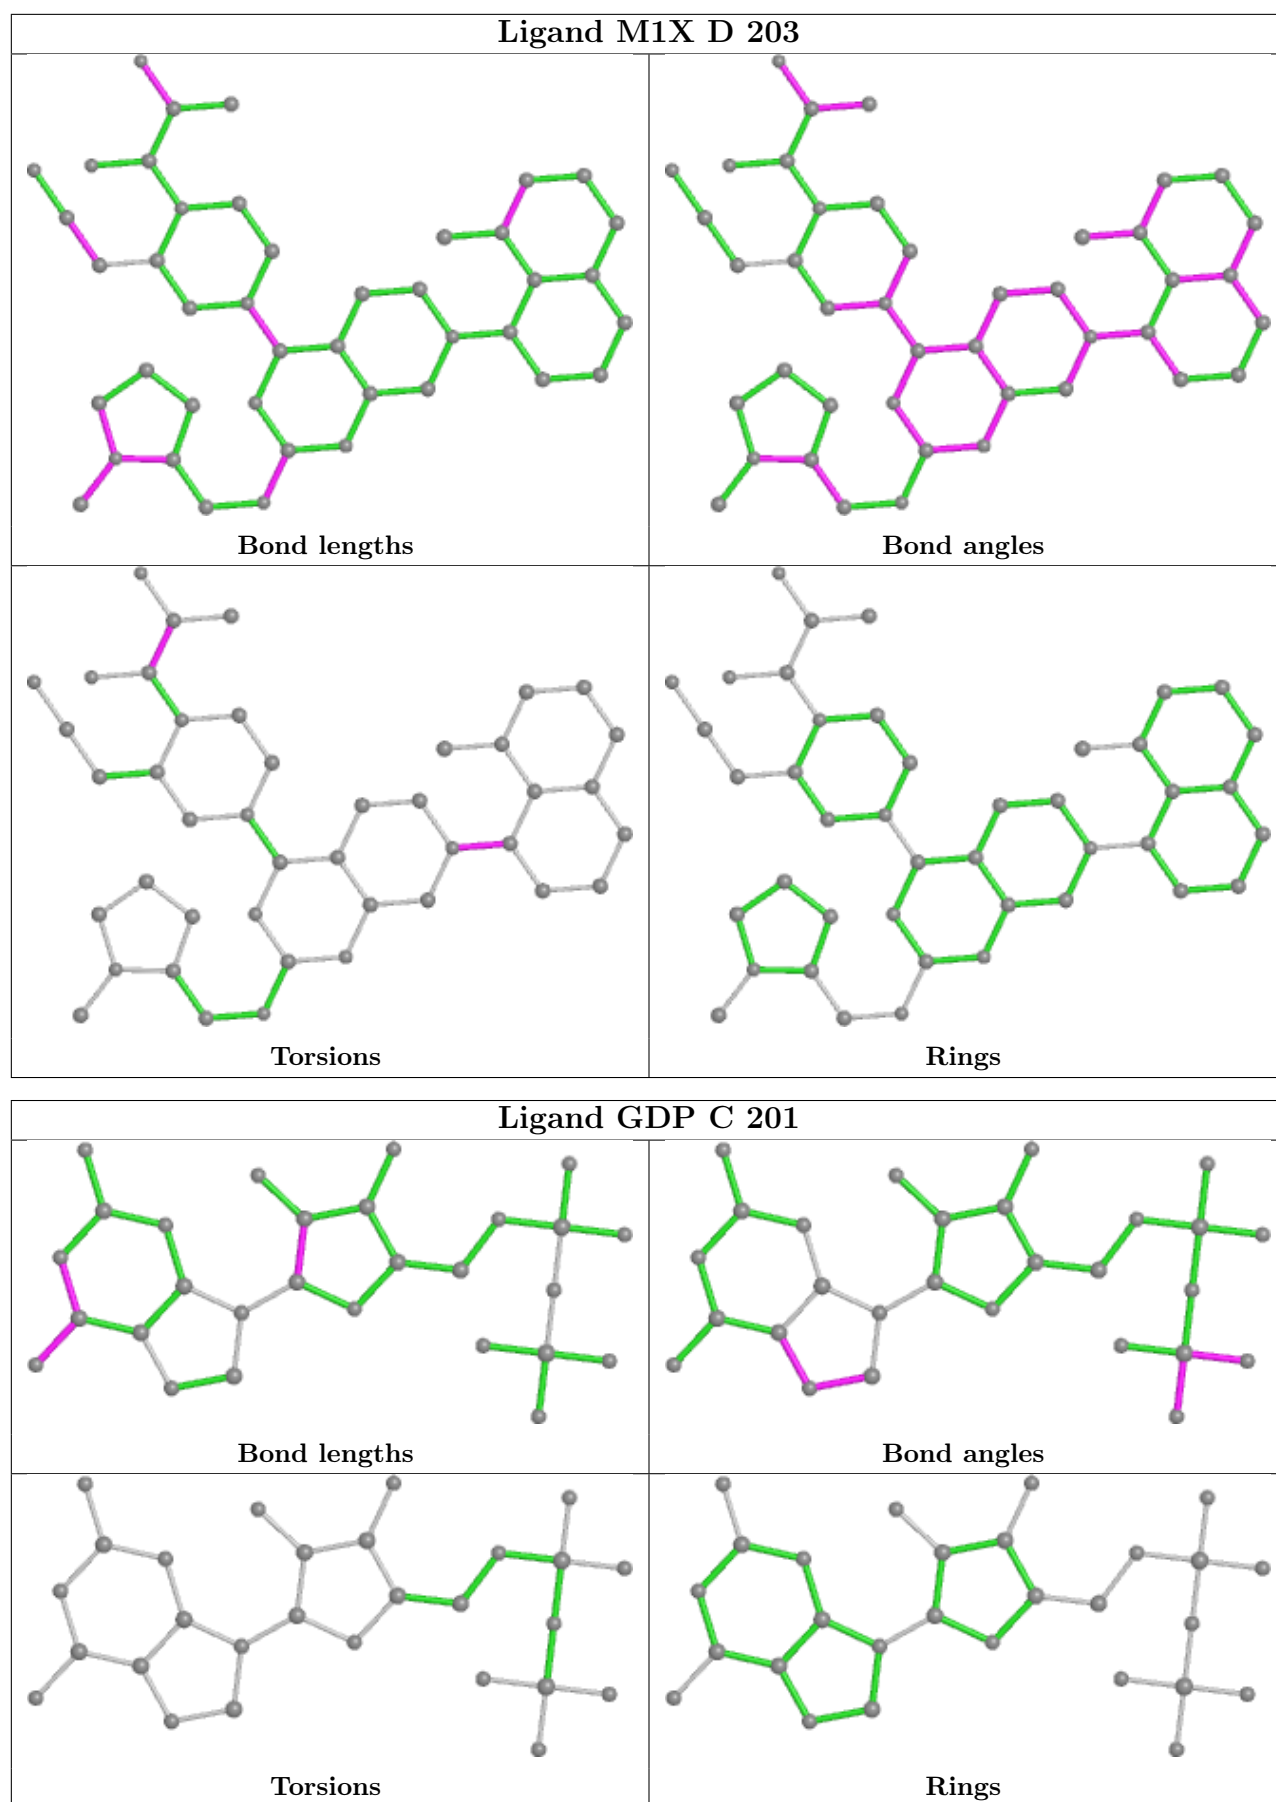 Ligand M1X D 203
Bond lengths
Bond angles
Torsions
Rings
Ligand GDP C 201
Bond lengths
Bond angles
Torsions
Rings